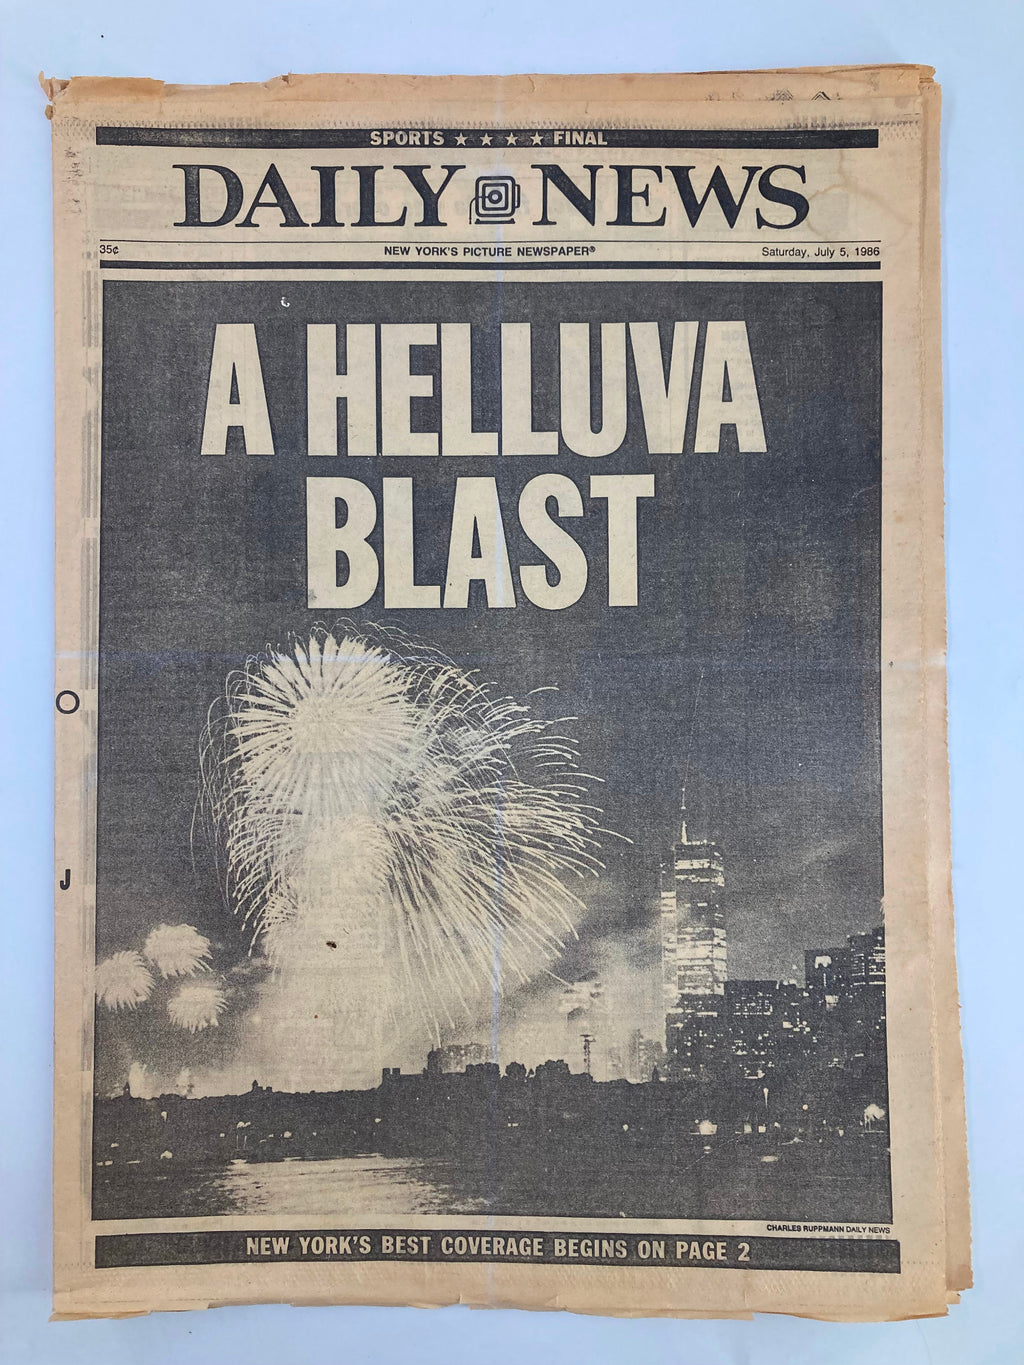 SPORTS ★ ★ ★ ★ FINAL
DAILY NEWS
35¢ NEW YORK'S PICTURE NEWSPAPER® Saturday, July 5, 1986
A HELLUVA
BLAST
O
J
CHARLES RUPPMANN DAILY NEWS
NEW YORK'S BEST COVERAGE BEGINS ON PAGE 2